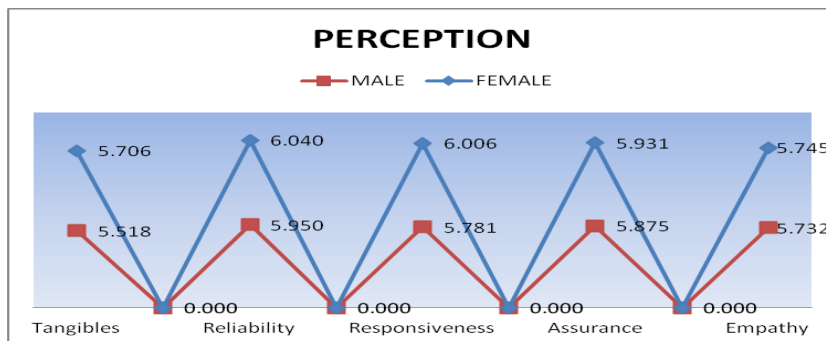 PERCEPTION
MALE FEMALE
5.706 6.040 6.006 5.931 5.745
5.518 5.950 5.781 5.875 5.732
0.000 0.000 0.000 0.000
Tangibles Reliability Responsiveness Assurance Empathy